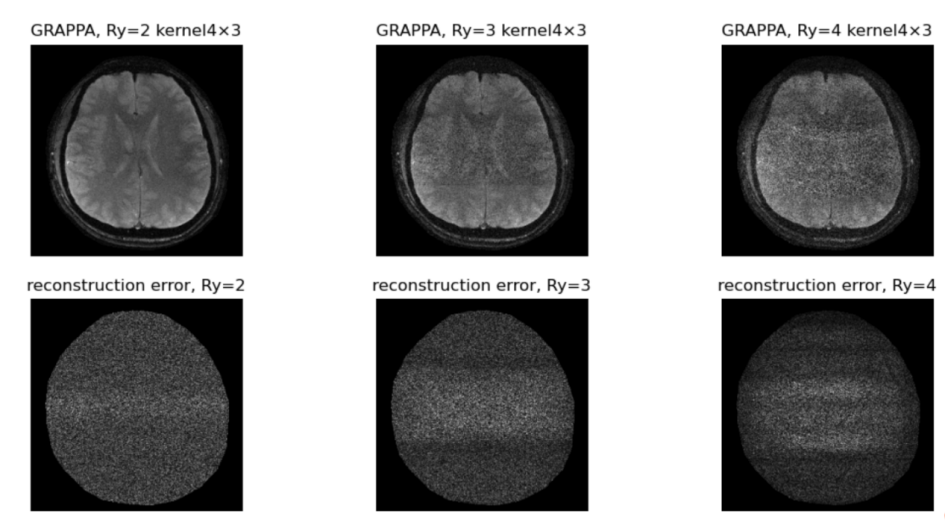 GRAPPA, Ry=2 kernel4×3
GRAPPA, Ry=3 kernel4×3
GRAPPA, Ry=4 kernel4×3
reconstruction error, Ry=2
reconstruction error, Ry=3
reconstruction error, Ry=4